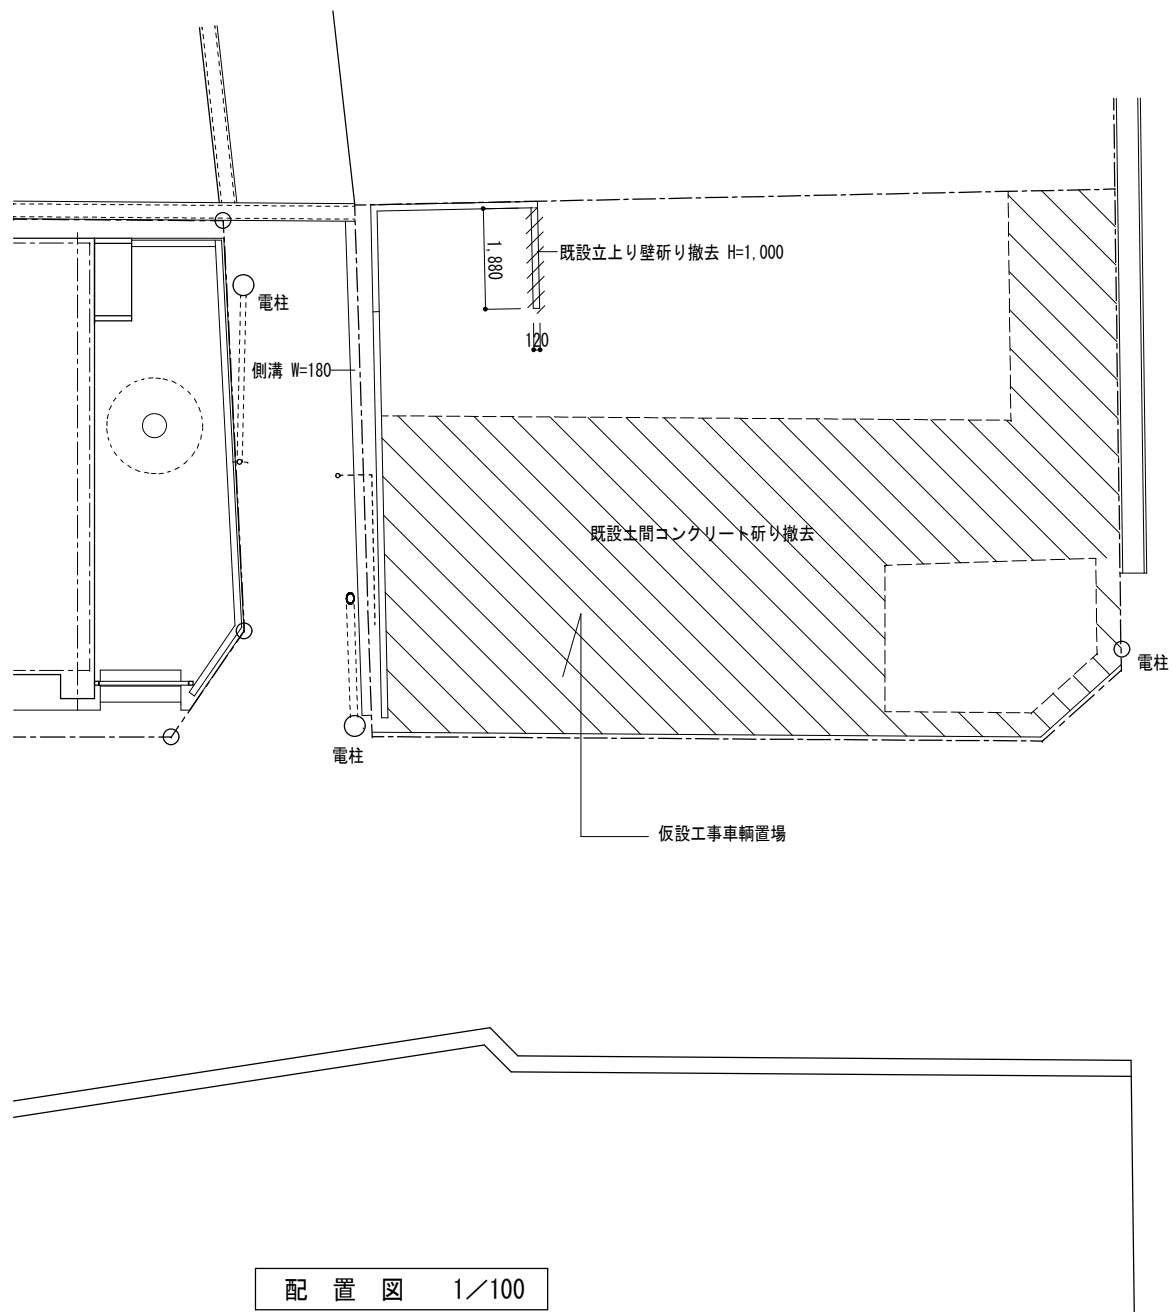 既設立上り壁斫り撤去 H=1,000
1,880
電柱
120
側溝 W=180
既設土間コンクリート斫り撤去
電柱
電柱
仮設工事車輌置場
配 置 図 1／100